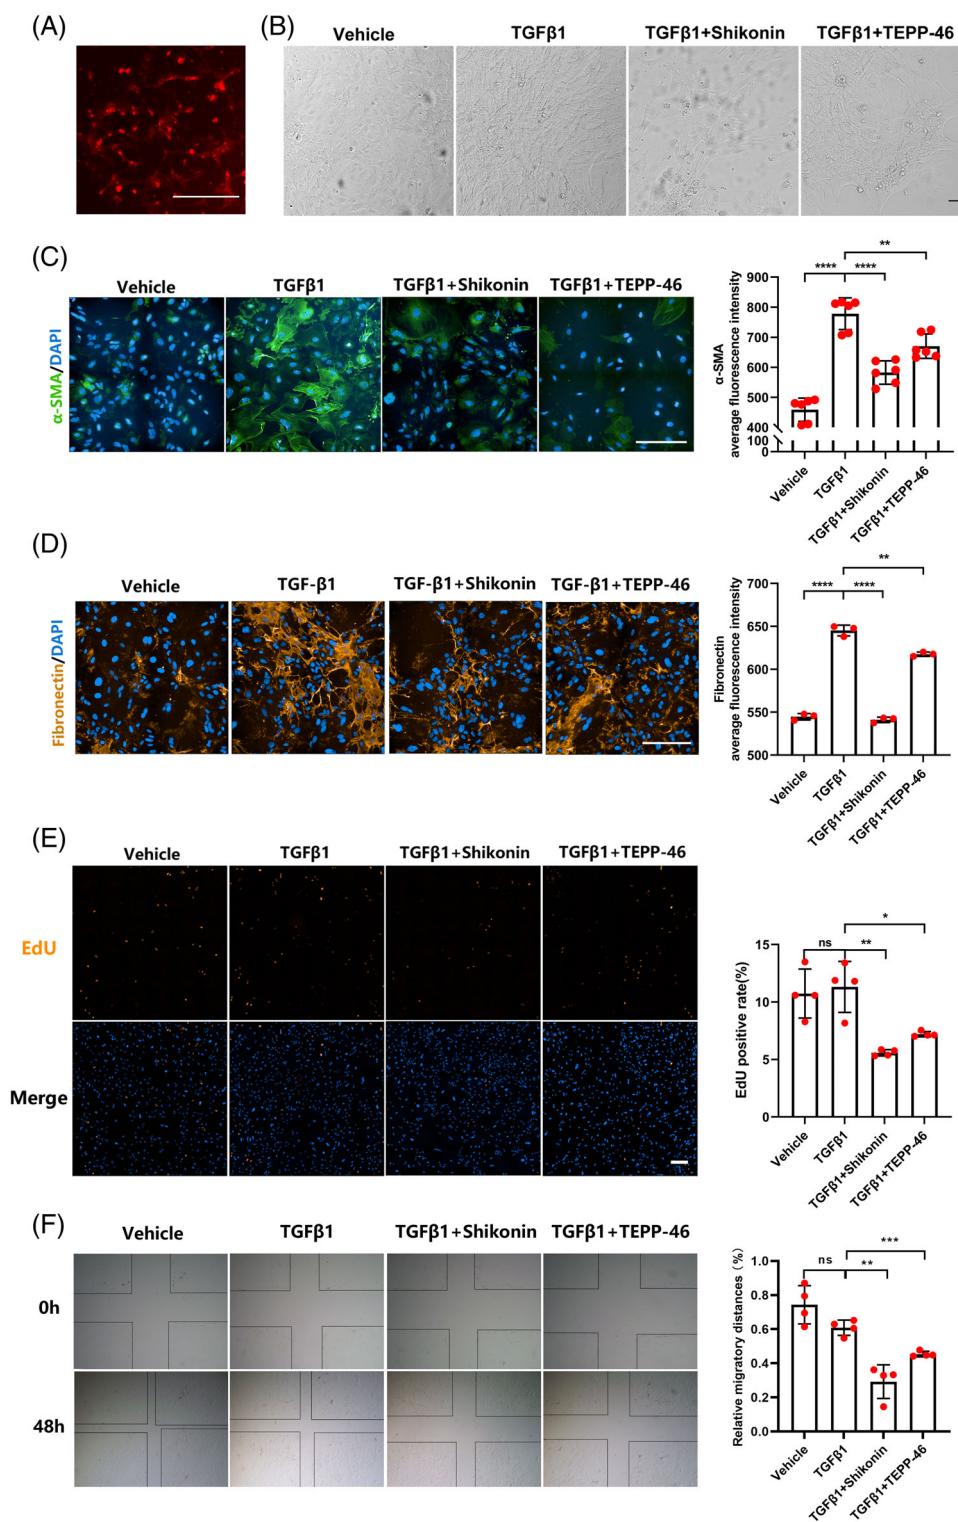 (A)
(B)
Vehicle TGFβ1 TGFβ1+Shikonin TGFβ1+TEPP-46
(C)
Vehicle TGFβ1 TGFβ1+Shikonin TGFβ1+TEPP-46
α-SMA/DAPI
α-SMA
average fluorescence intensity
900
800
700
600
500
400
100
0
**
**** ****
Vehicle
TGFβ1
TGFβ1+Shikonin
TGFβ1+TEPP-46
(D)
Vehicle TGF-β1 TGF-β1+Shikonin TGF-β1+TEPP-46
Fibronectin/DAPI
Fibronectin
average fluorescence intensity
700
650
600
550
500
**
**** ****
Vehicle
TGFβ1
TGFβ1+Shikonin
TGFβ1+TEPP-46
(E)
Vehicle TGFβ1 TGFβ1+Shikonin TGFβ1+TEPP-46
EdU
Merge
EdU positive rate(%)
15
10
5
0
*
ns **
Vehicle
TGFβ1
TGFβ1+Shikonin
TGFβ1+TEPP-46
(F)
Vehicle TGFβ1 TGFβ1+Shikonin TGFβ1+TEPP-46
0h
48h
Relative migratory distances (%)
1.0
0.8
0.6
0.4
0.2
0.0
***
ns **
Vehicle
TGFβ1
TGFβ1+Shikonin
TGFβ1+TEPP-46